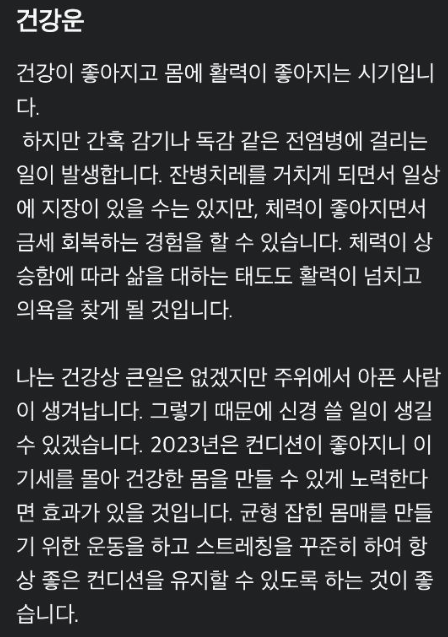 건강운
건강이 좋아지고 몸에 활력이 좋아지는 시기입니
다.
하지만 간혹 감기나 독감 같은 전염병에 걸리는
일이 발생합니다. 잔병치레를 거치게 되면서 일상
에 지장이 있을 수는 있지만, 체력이 좋아지면서
금세 회복하는 경험을 할 수 있습니다. 체력이 상
승함에 따라 삶을 대하는 태도도 활력이 넘치고
의욕을 찾게 될 것입니다.
나는 건강상 큰일은 없겠지만 주위에서 아픈 사람
이 생겨납니다. 그렇기 때문에 신경 쓸 일이 생길
수 있겠습니다. 2023년은 컨디션이 좋아지니 이
기세를 몰아 건강한 몸을 만들 수 있게 노력한다
면 효과가 있을 것입니다. 균형 잡힌 몸매를 만들
기 위한 운동을 하고 스트레칭을 꾸준히 하여 항
상 좋은 컨디션을 유지할 수 있도록 하는 것이 좋
습니다.